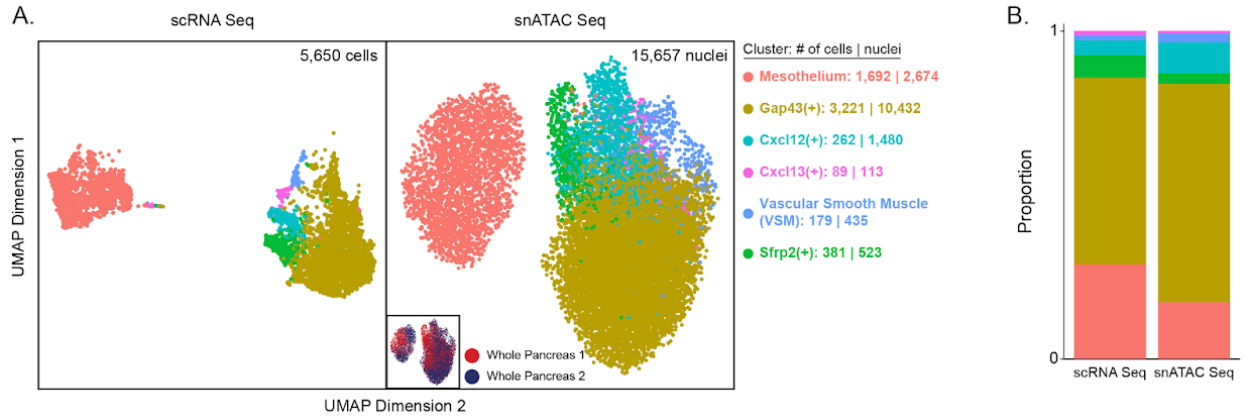 A.
scRNA Seq
snATAC Seq
B.
5,650 cells
15,657 nuclei
Cluster: # of cells | nuclei
Mesothelium: 1,692 | 2,674
Gap43(+): 3,221 | 10,432
Cxcl12(+): 262 | 1,480
Cxcl13(+): 89 | 113
Vascular Smooth Muscle
(VSM): 179 | 435
Sfrp2(+): 381 | 523
UMAP Dimension 1
Whole Pancreas 1
Whole Pancreas 2
UMAP Dimension 2
1
Proportion
0
scRNA Seq
snATAC Seq